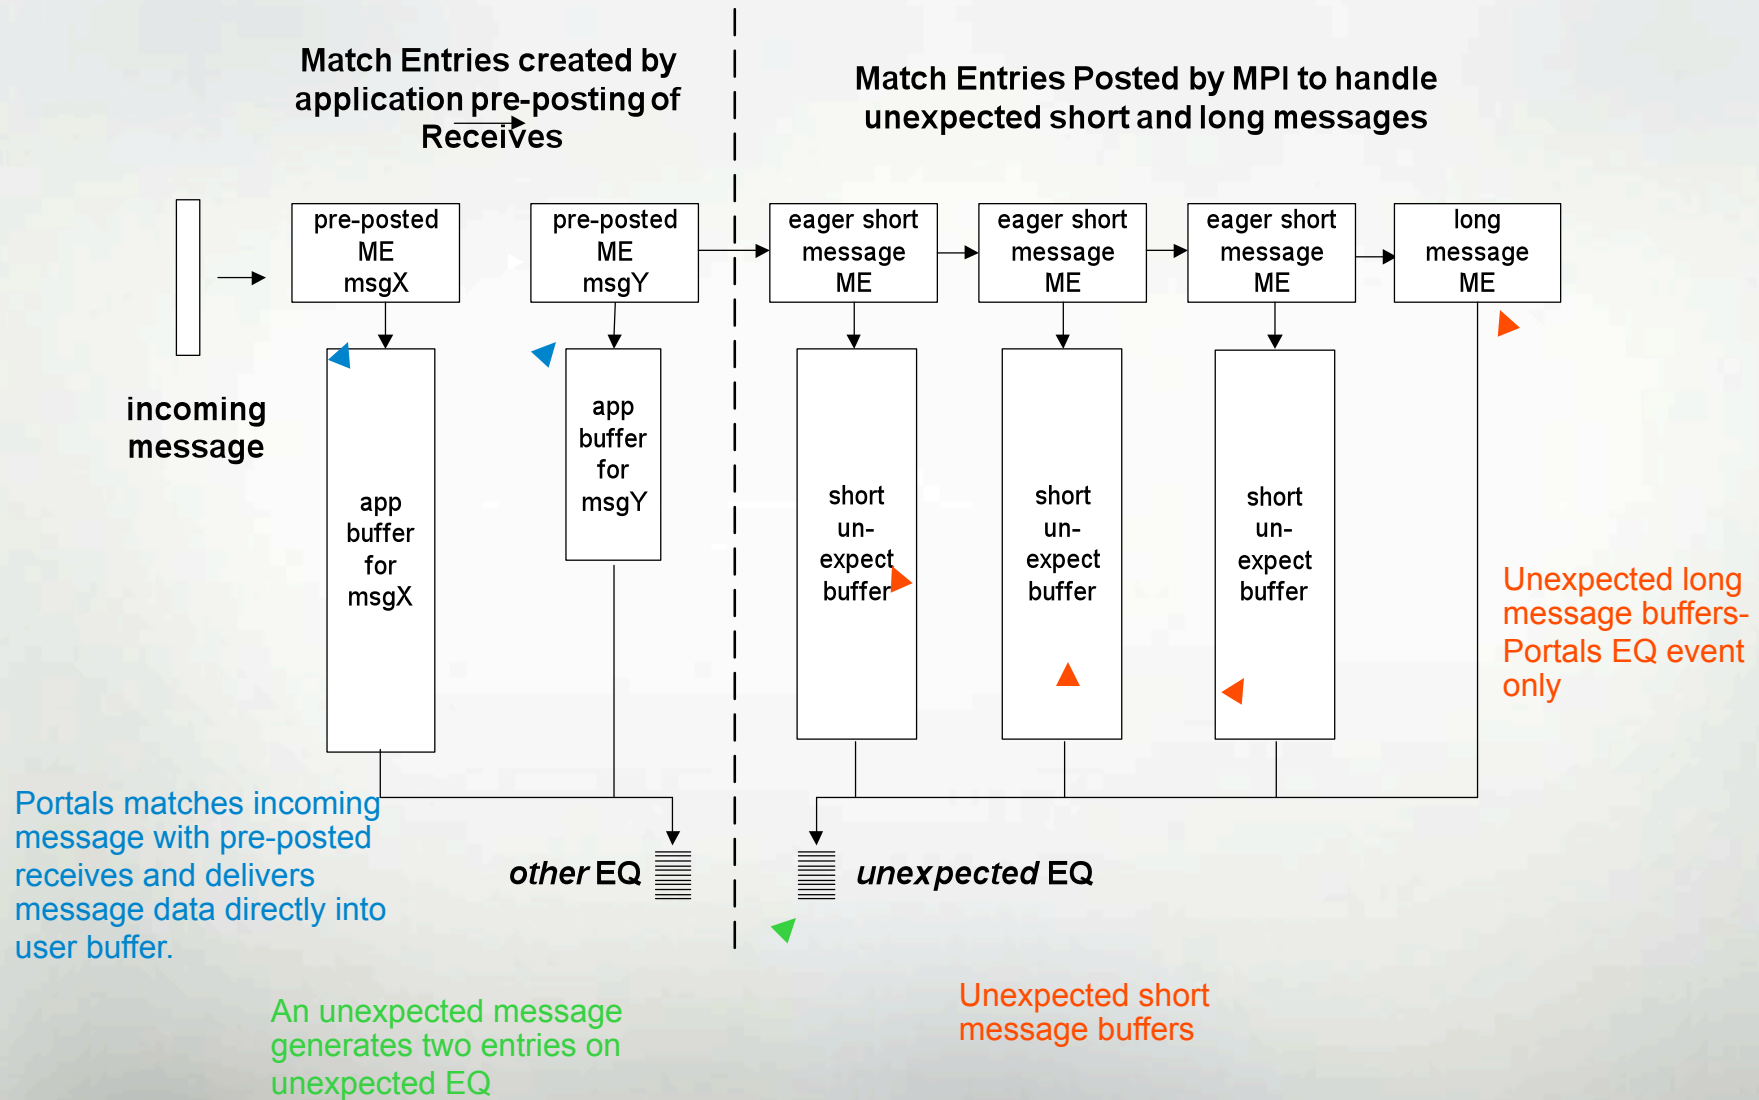 Match Entries created by
application pre-posting of
Receives
Match Entries Posted by MPI to handle
unexpected short and long messages
pre-posted
ME
msgX
pre-posted
ME
msgY
eager short
message
ME
eager short
message
ME
eager short
message
ME
long
message
ME
incoming
message
app
buffer
for
msgX
app
buffer
for
msgY
short
un-
expect
buffer
short
un-
expect
buffer
short
un-
expect
buffer
Unexpected long
message buffers-
Portals EQ event
only
Portals matches incoming
message with pre-posted
receives and delivers
message data directly into
user buffer.
other EQ
unexpected EQ
An unexpected message
generates two entries on
unexpected EQ
Unexpected short
message buffers